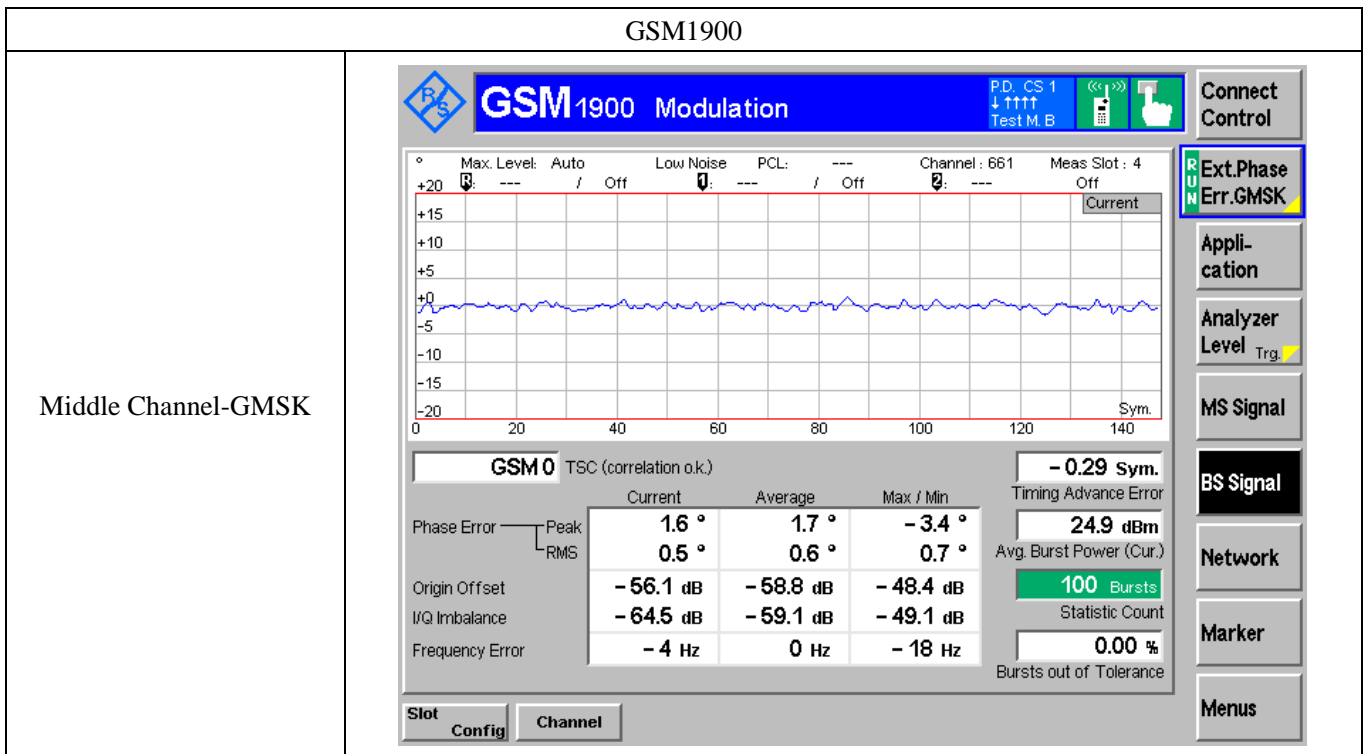 GSM1900
Middle Channel-GMSK
R/S GSM 1900 Modulation
P.D. CS 1
↓ ↑↑↑↑
Test M. B
Connect
Control
° Max. Level: Auto Low Noise PCL: --- Channel : 661 Meas Slot : 4
+20 R: --- / Off 1: --- / Off 2: --- Off
RUN
Ext.Phase
Err.GMSK
Current
+15
+10
+5
+0
-5
-10
-15
-20
Sym.
0 20 40 60 80 100 120 140
Appli-
cation
Analyzer
Level Trg.
MS Signal
GSM 0 TSC (correlation o.k.)
– 0.29 Sym.
Timing Advance Error
BS Signal
Current Average Max / Min
Phase Error Peak 1.6 ° 1.7 ° – 3.4 °
24.9 dBm
RMS 0.5 ° 0.6 ° 0.7 °
Avg. Burst Power (Cur.)
Network
Origin Offset – 56.1 dB – 58.8 dB – 48.4 dB
100 Bursts
Statistic Count
I/Q Imbalance – 64.5 dB – 59.1 dB – 49.1 dB
Marker
Frequency Error – 4 Hz 0 Hz – 18 Hz
0.00 %
Bursts out of Tolerance
Slot
Config
Channel
Menus